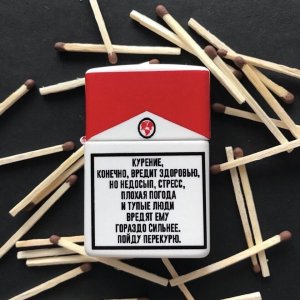 КУРЕНИЕ,
КОНЕЧНО, ВРЕДИТ ЗДОРОВЬЮ,
НО НЕДОСЫП, СТРЕСС,
ПЛОХАЯ ПОГОДА
И ТУПЫЕ ЛЮДИ
ВРЕДЯТ ЕМУ
ГОРАЗДО СИЛЬНЕЕ.
ПОЙДУ ПЕРЕКУРЮ.